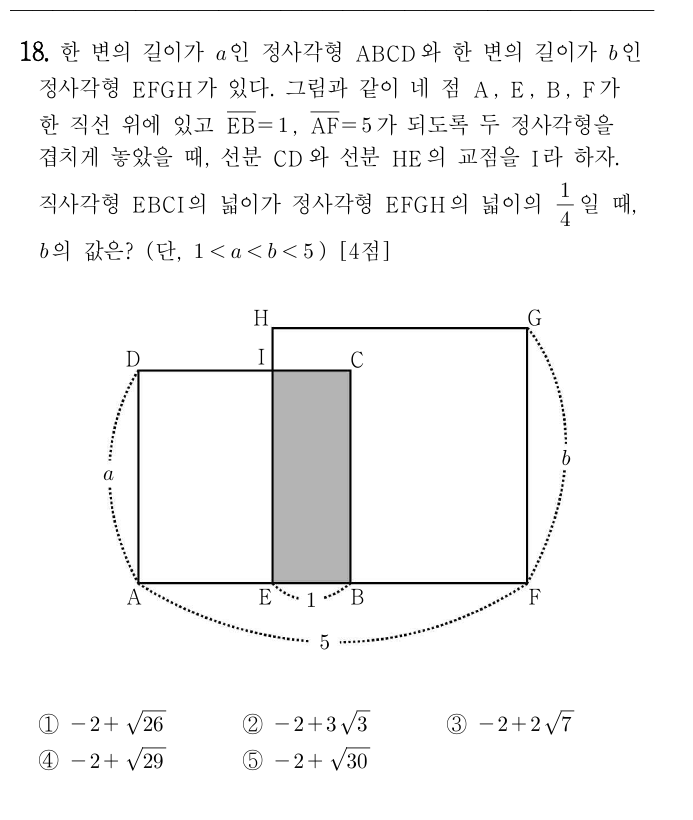 18. 한 변의 길이가 a인 정사각형 ABCD와 한 변의 길이가 b인
정사각형 EFGH가 있다. 그림과 같이 네 점 A, E, B, F가
한 직선 위에 있고 \overline{EB}=1, \overline{AF}=5가 되도록 두 정사각형을
겹치게 놓았을 때, 선분 CD와 선분 HE의 교점을 I라 하자.
직사각형 EBCI의 넓이가 정사각형 EFGH의 넓이의 \frac{1}{4}일 때,
b의 값은? (단, 1<a<b<5) [4점]
H G
D I C
a b
A E 1 B F
5
① -2+√26 ② -2+3√3 ③ -2+2√7
④ -2+√29 ⑤ -2+√30